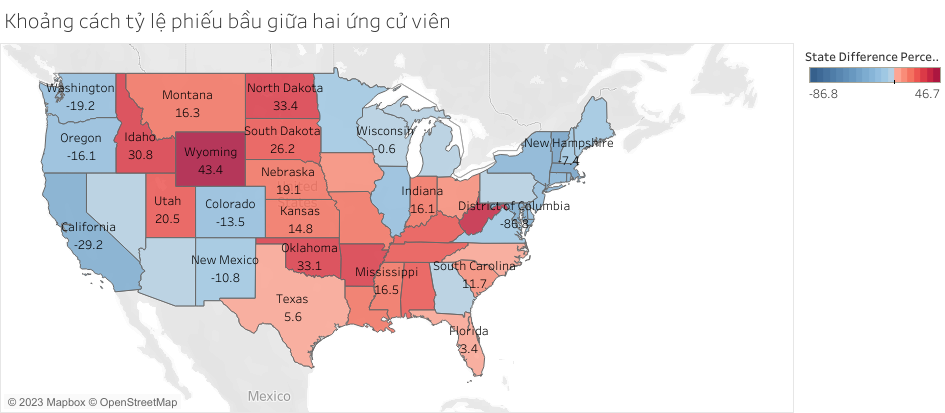 Khoảng cách tỷ lệ phiếu bầu giữa hai ứng cử viên
State Difference Perce..
-86.8
46.7
Washington
-19.2
Montana
16.3
North Dakota
33.4
Oregon
-16.1
Idaho
30.8
Wyoming
43.4
South Dakota
26.2
Wisconsin
-0.6
New Hampshire
-7.4
Nebraska
19.1
United
States
Utah
20.5
Colorado
-13.5
Kansas
14.8
Indiana
16.1
District of Columbia
-86.8
California
-29.2
New Mexico
-10.8
Oklahoma
33.1
Mississippi
16.5
South Carolina
11.7
Texas
5.6
Florida
3.4
Mexico
© 2023 Mapbox © OpenStreetMap